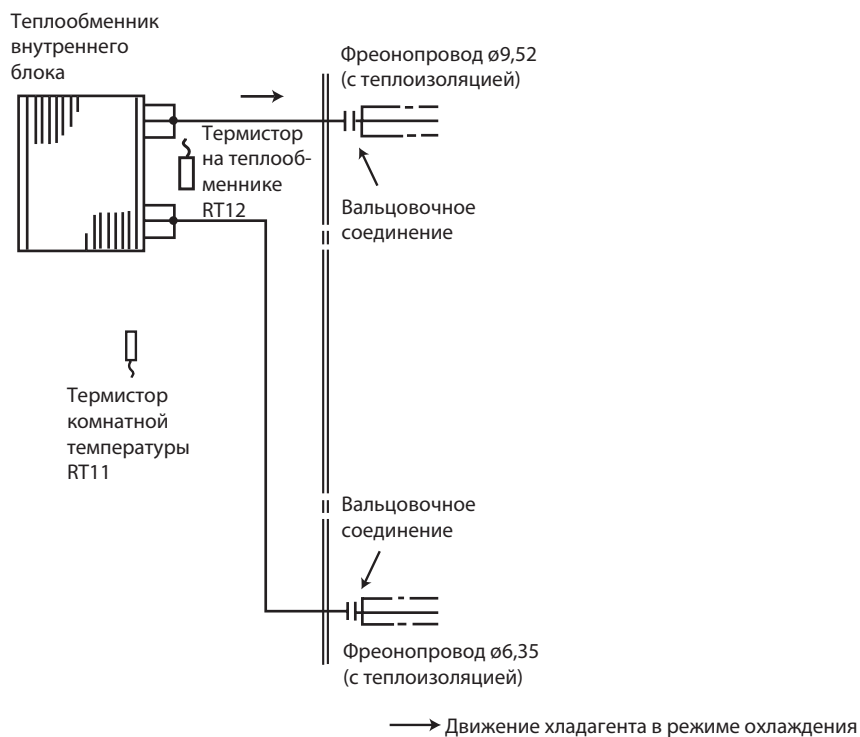 Теплообменник
внутреннего
блока
Фреонопровод ø9,52
(с теплоизоляцией)
Термистор
на теплооб-
меннике
RT12
Вальцовочное
соединение
Термистор
комнатной
температуры
RT11
Вальцовочное
соединение
Фреонопровод ø6,35
(с теплоизоляцией)
Движение хладагента в режиме охлаждения